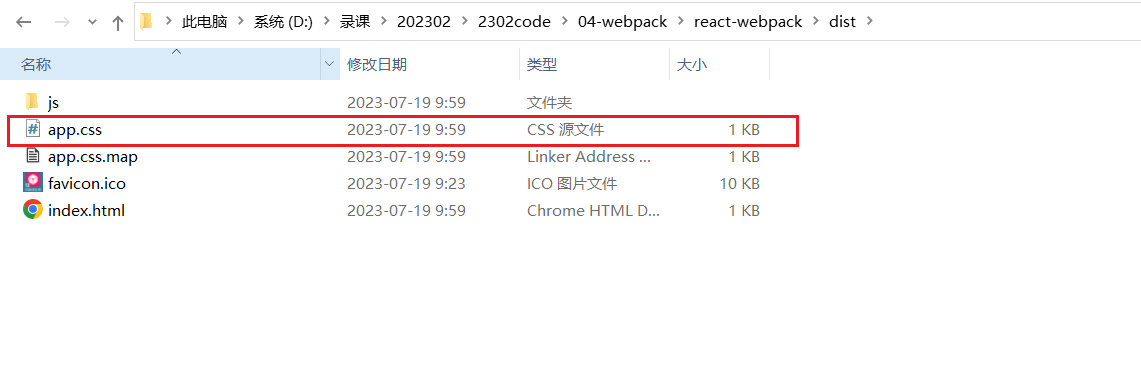 此电脑 系统 (D:) 录课 202302 2302code 04-webpack react-webpack dist
名称 修改日期 类型 大小
js 2023-07-19 9:59 文件夹
app.css 2023-07-19 9:59 CSS 源文件 1 KB
app.css.map 2023-07-19 9:59 Linker Address ... 1 KB
favicon.ico 2023-07-19 9:23 ICO 图片文件 10 KB
index.html 2023-07-19 9:59 Chrome HTML D... 1 KB